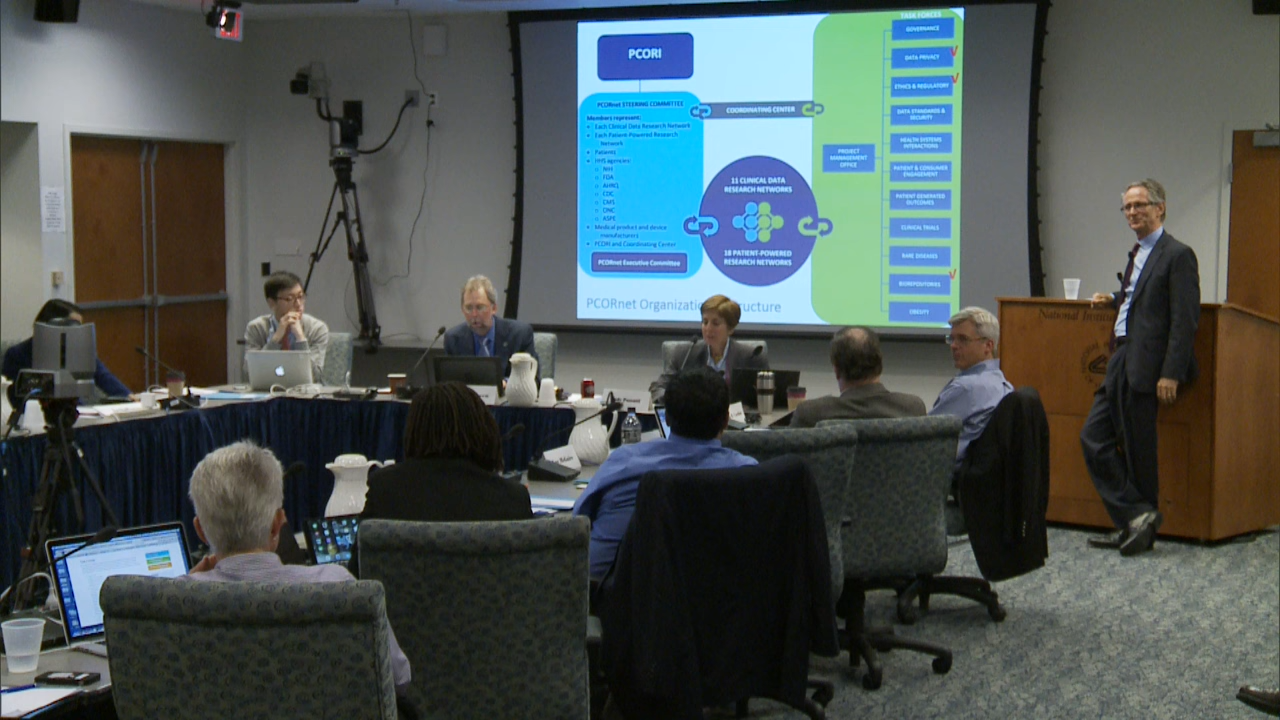 PCORI
PCORnet STEERING COMMITTEE
Members represent:
Each Clinical Data Research Network
Each Patient-Powered Research
Network
Patients
HHS agencies
NIH
FDA
AHRQ
CDC
CMS
ONC
ASPE
Medical product and device
manufacturers
PCORI and Coordinating Center
PCORnet Executive Committee
COORDINATING CENTER
11 CLINICAL DATA
RESEARCH NETWORKS
18 PATIENT-POWERED
RESEARCH NETWORKS
PROJECT
MANAGEMENT
OFFICE
TASK FORCES
GOVERNANCE
DATA PRIVACY
ETHICS & REGULATORY
DATA STANDARDS &
SECURITY
HEALTH SYSTEMS
INTERACTIONS
PATIENT & CONSUMER
ENGAGEMENT
PATIENT GENERATED
OUTCOMES
CLINICAL TRIALS
RARE DISEASES
BIOREPOSITORIES
OBESITY
PCORnet Organizat
ucture
National Institu